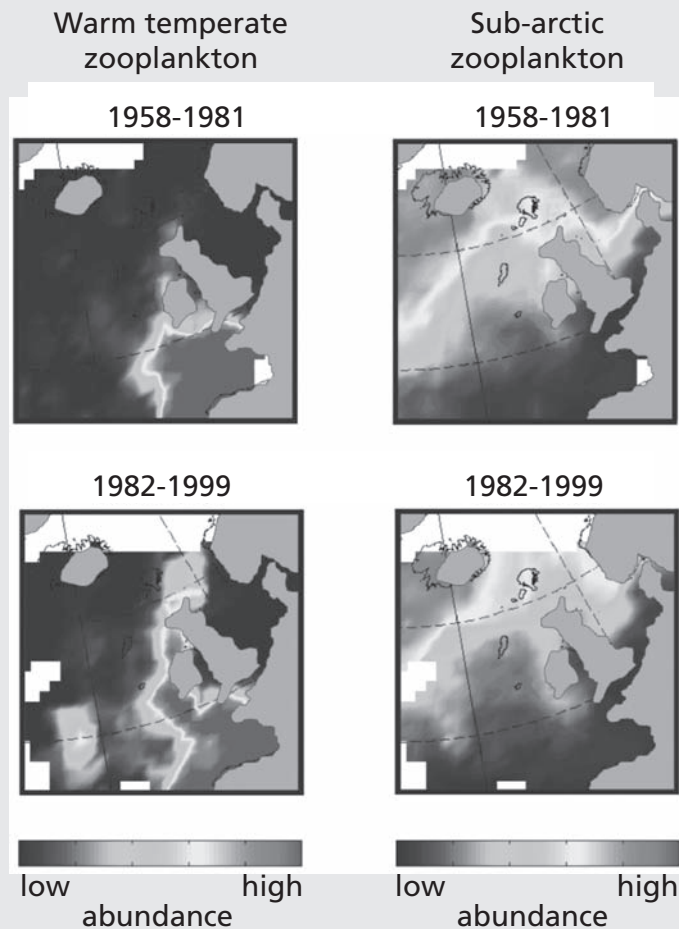 Warm temperate
zooplankton
Sub-arctic
zooplankton
1958-1981
1958-1981
1982-1999
1982-1999
low
high
abundance
low
high
abundance